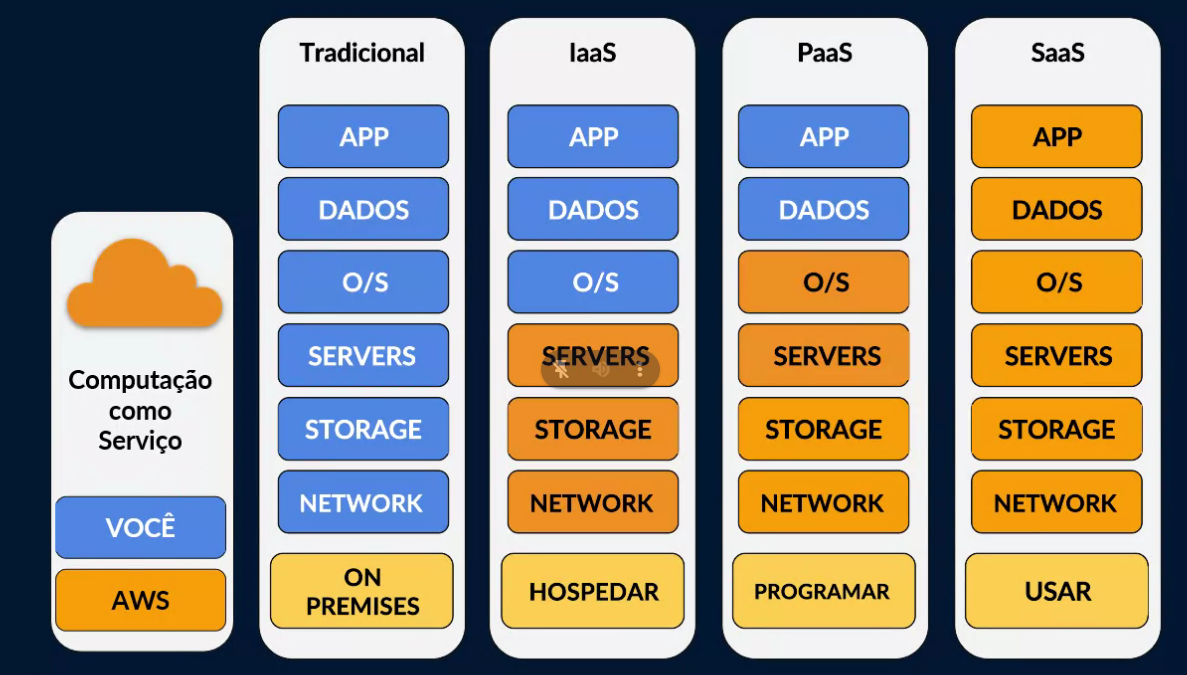 Computação
como
Serviço
VOCÊ
AWS
Tradicional
APP
DADOS
O/S
SERVERS
STORAGE
NETWORK
ON
PREMISES
IaaS
APP
DADOS
O/S
SERVERS
STORAGE
NETWORK
HOSPEDAR
PaaS
APP
DADOS
O/S
SERVERS
STORAGE
NETWORK
PROGRAMAR
SaaS
APP
DADOS
O/S
SERVERS
STORAGE
NETWORK
USAR